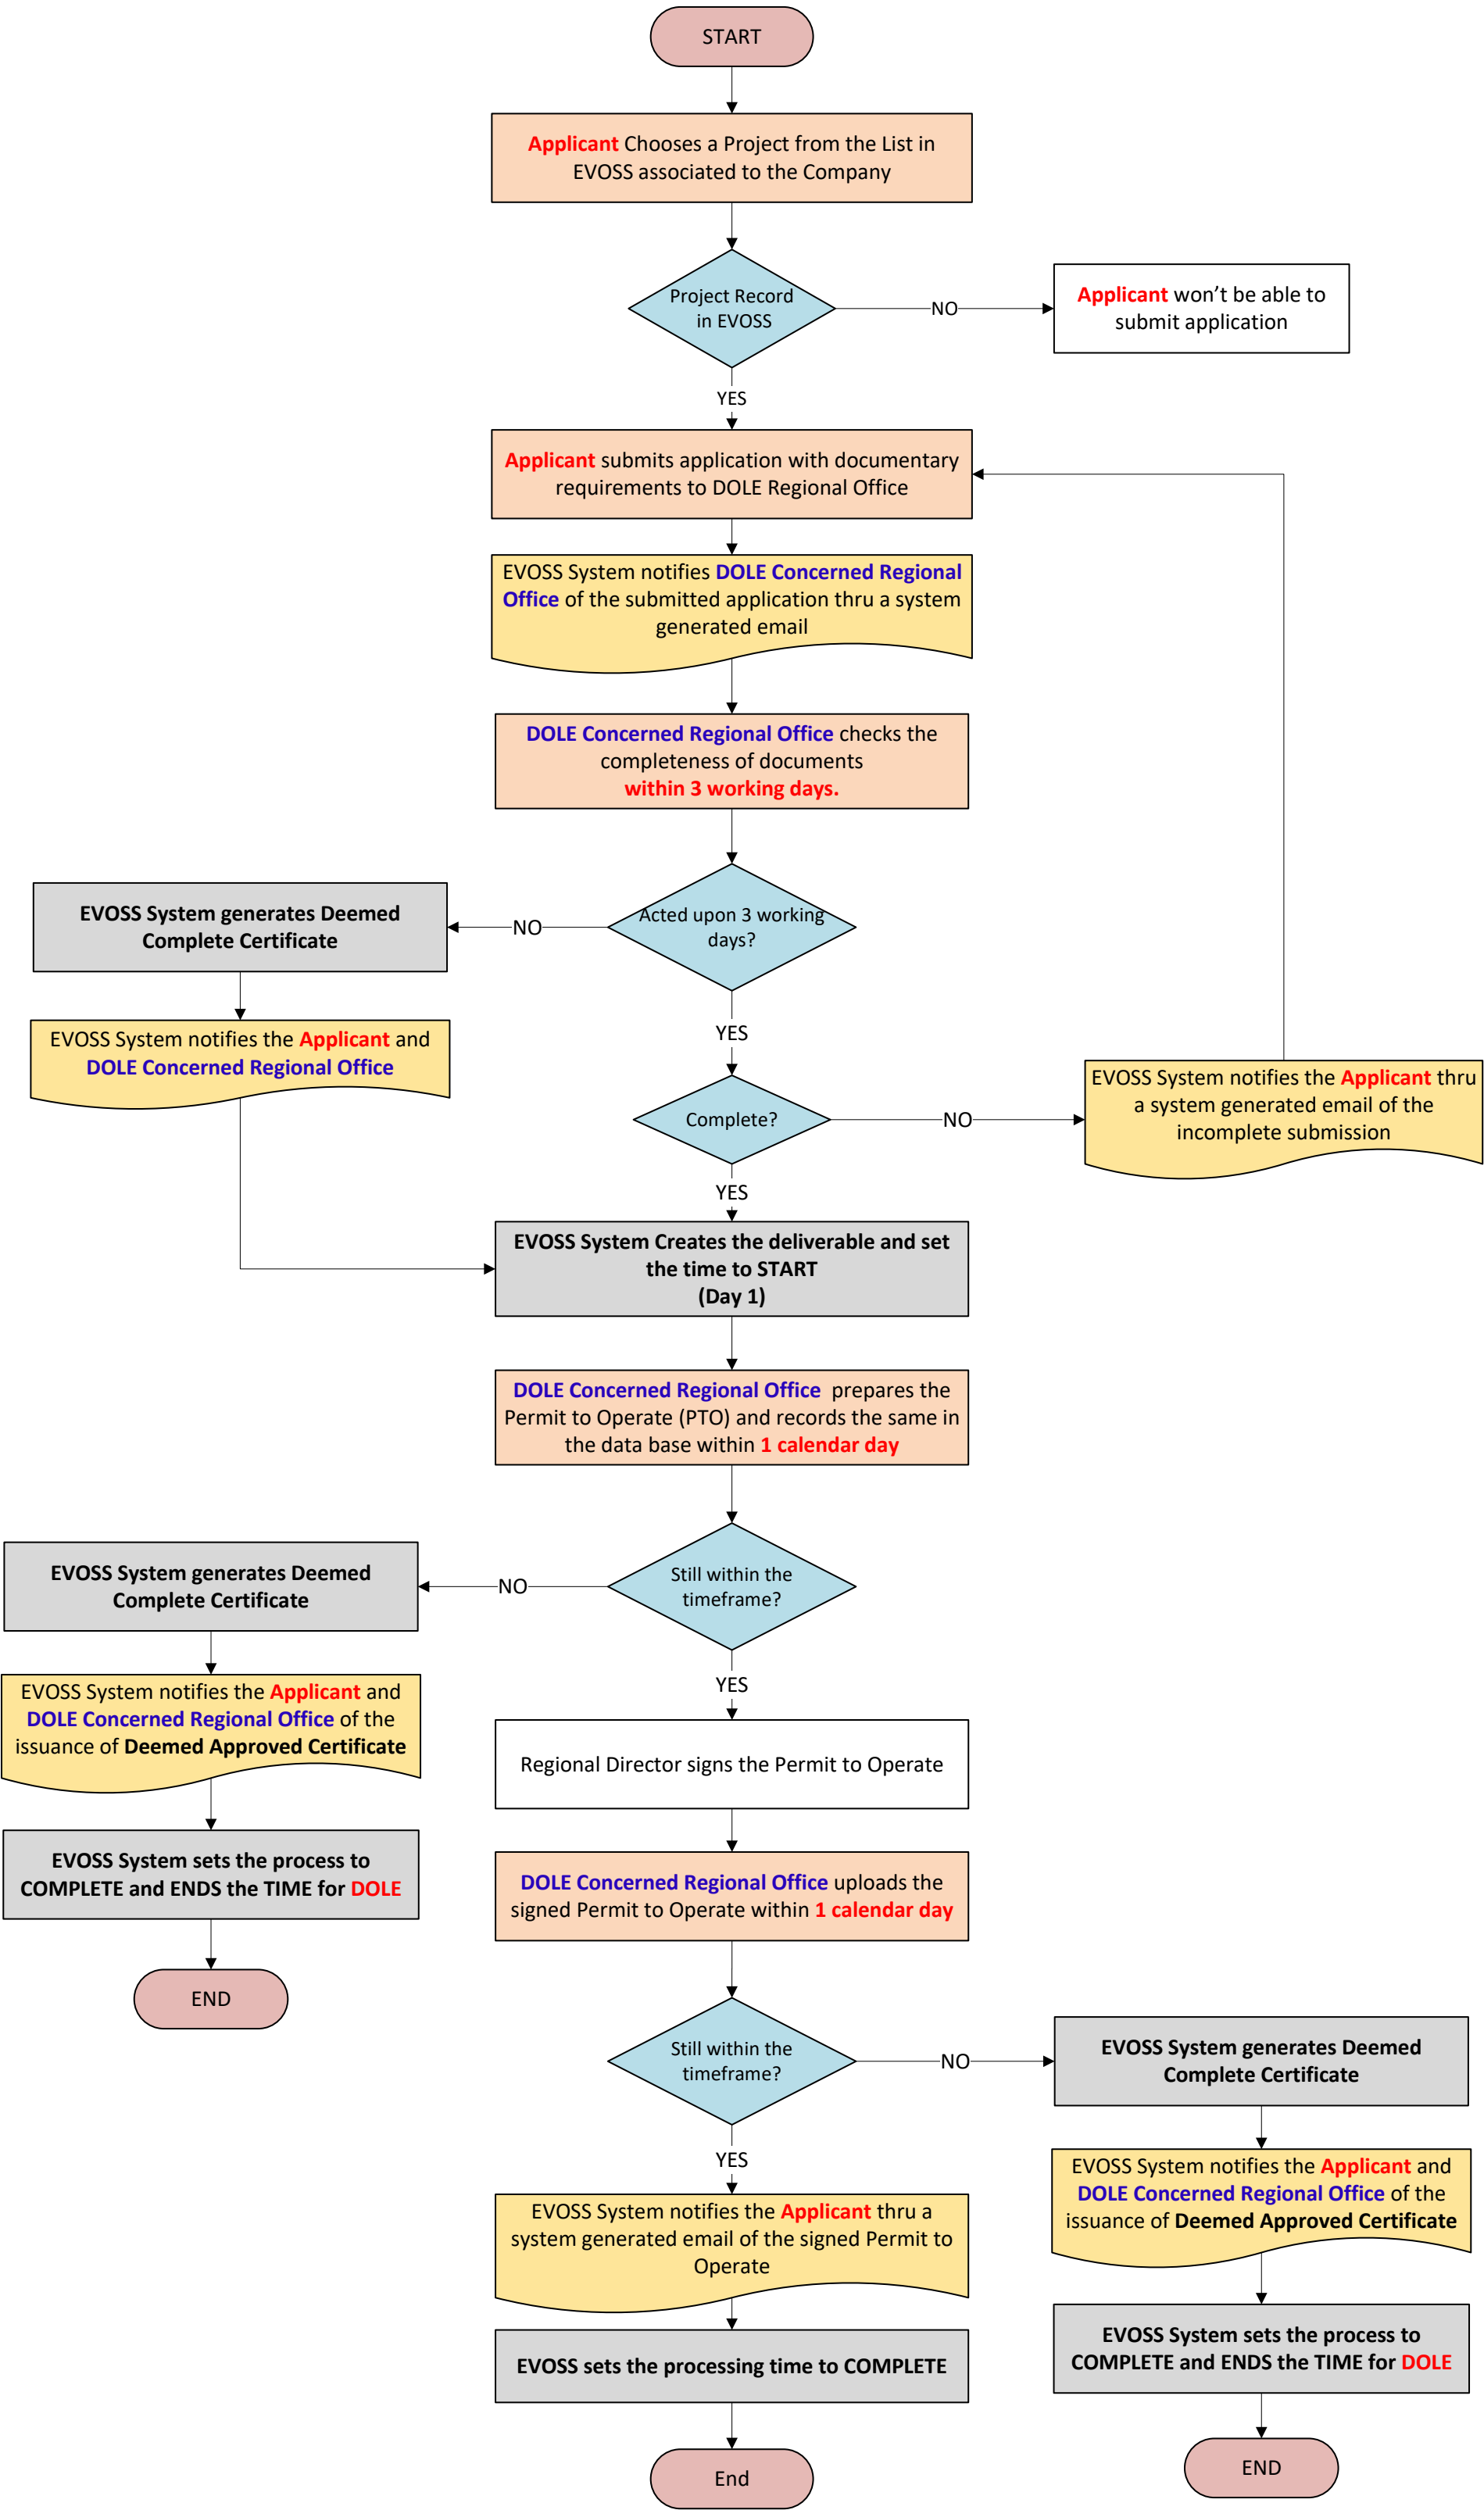 START
Applicant Chooses a Project from the List in
EVOSS associated to the Company
Project Record
in EVOSS
NO
Applicant won't be able to
submit application
YES
Applicant submits application with documentary
requirements to DOLE Regional Office
EVOSS System notifies DOLE Concerned Regional
Office of the submitted application thru a system
generated email
DOLE Concerned Regional Office checks the
completeness of documents
within 3 working days.
Acted upon 3 working
days?
NO
EVOSS System generates Deemed
Complete Certificate
EVOSS System notifies the Applicant and
DOLE Concerned Regional Office
YES
Complete?
NO
EVOSS System notifies the Applicant thru
a system generated email of the
incomplete submission
YES
EVOSS System Creates the deliverable and set
the time to START
(Day 1)
DOLE Concerned Regional Office prepares the
Permit to Operate (PTO) and records the same in
the data base within 1 calendar day
Still within the
timeframe?
NO
EVOSS System generates Deemed
Complete Certificate
EVOSS System notifies the Applicant and
DOLE Concerned Regional Office of the
issuance of Deemed Approved Certificate
EVOSS System sets the process to
COMPLETE and ENDS the TIME for DOLE
END
YES
Regional Director signs the Permit to Operate
DOLE Concerned Regional Office uploads the
signed Permit to Operate within 1 calendar day
Still within the
timeframe?
NO
EVOSS System generates Deemed
Complete Certificate
EVOSS System notifies the Applicant and
DOLE Concerned Regional Office of the
issuance of Deemed Approved Certificate
EVOSS System sets the process to
COMPLETE and ENDS the TIME for DOLE
END
YES
EVOSS System notifies the Applicant thru a
system generated email of the signed Permit to
Operate
EVOSS sets the processing time to COMPLETE
End